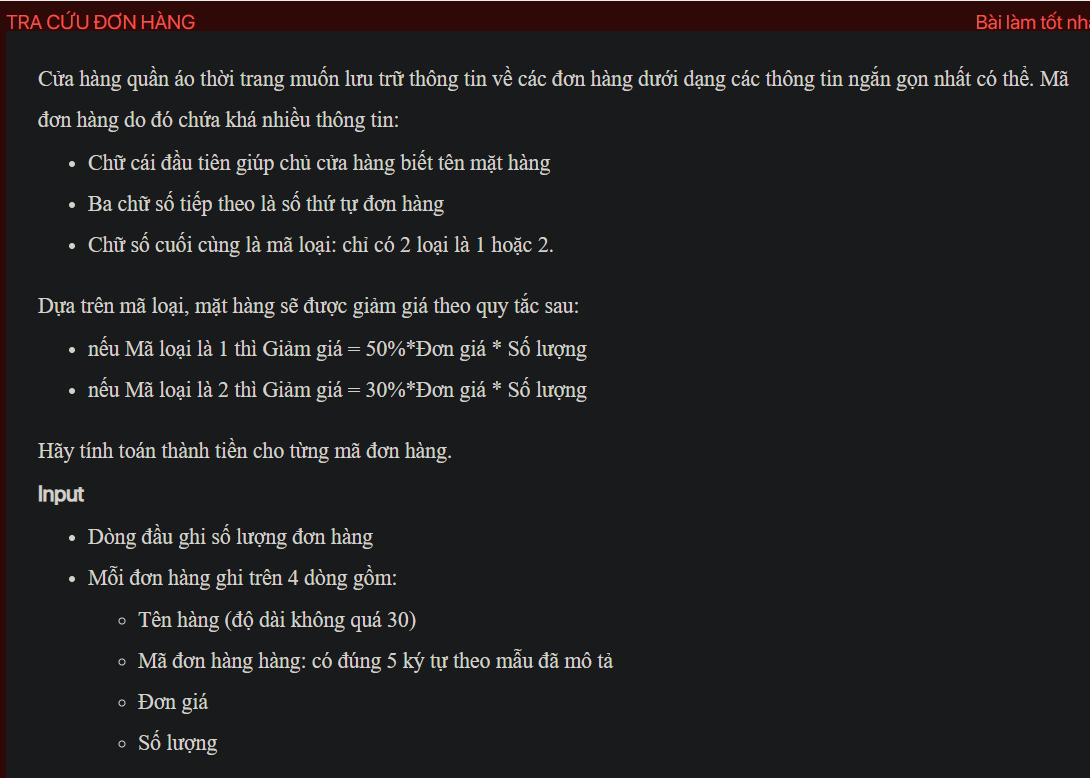 TRA CỨU ĐƠN HÀNG
Bài làm tốt
Cửa hàng quần áo thời trang muốn lưu trữ thông tin về các đơn hàng dưới dạng các thông tin ngắn gọn nhất có thể. Mã
đơn hàng do đó chứa khá nhiều thông tin:
• Chữ cái đầu tiên giúp chủ cửa hàng biết tên mặt hàng
• Ba chữ số tiếp theo là số thứ tự đơn hàng
• Chữ số cuối cùng là mã loại: chỉ có 2 loại là 1 hoặc 2.
Dựa trên mã loại, mặt hàng sẽ được giảm giá theo quy tắc sau:
• nếu Mã loại là 1 thì Giảm giá = 50%*Đơn giá * Số lượng
• nếu Mã loại là 2 thì Giảm giá = 30%*Đơn giá * Số lượng
Hãy tính toán thành tiền cho từng mã đơn hàng.
Input
• Dòng đầu ghi số lượng đơn hàng
• Mỗi đơn hàng ghi trên 4 dòng gồm:
◦ Tên hàng (độ dài không quá 30)
◦ Mã đơn hàng hàng: có đúng 5 ký tự theo mẫu đã mô tả
◦ Đơn giá
◦ Số lượng